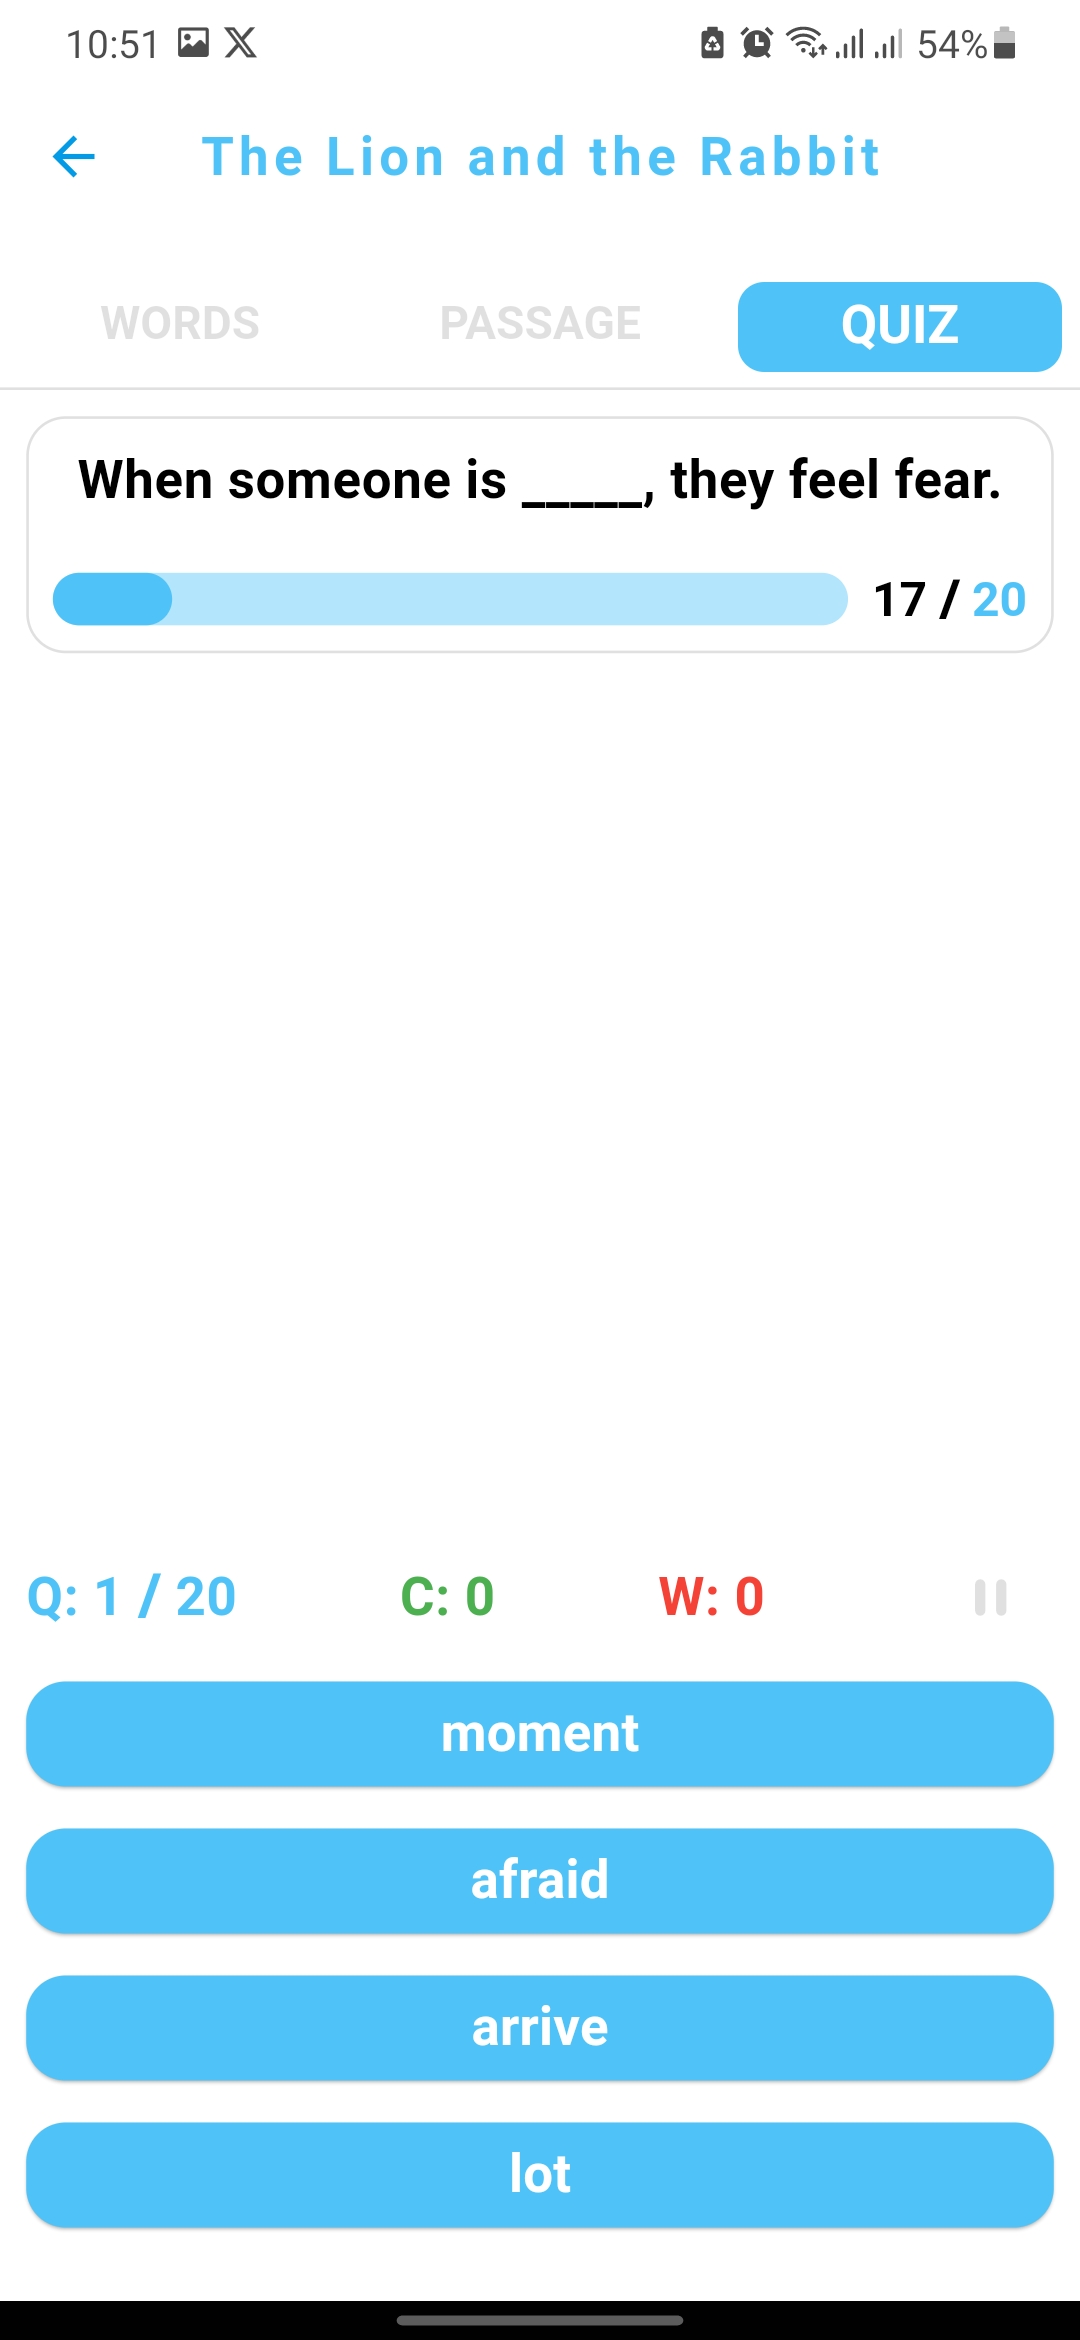 10:51 54%
The Lion and the Rabbit
WORDS PASSAGE QUIZ
When someone is _____, they feel fear.
17 / 20
Q: 1 / 20 C: 0 W: 0
moment
afraid
arrive
lot